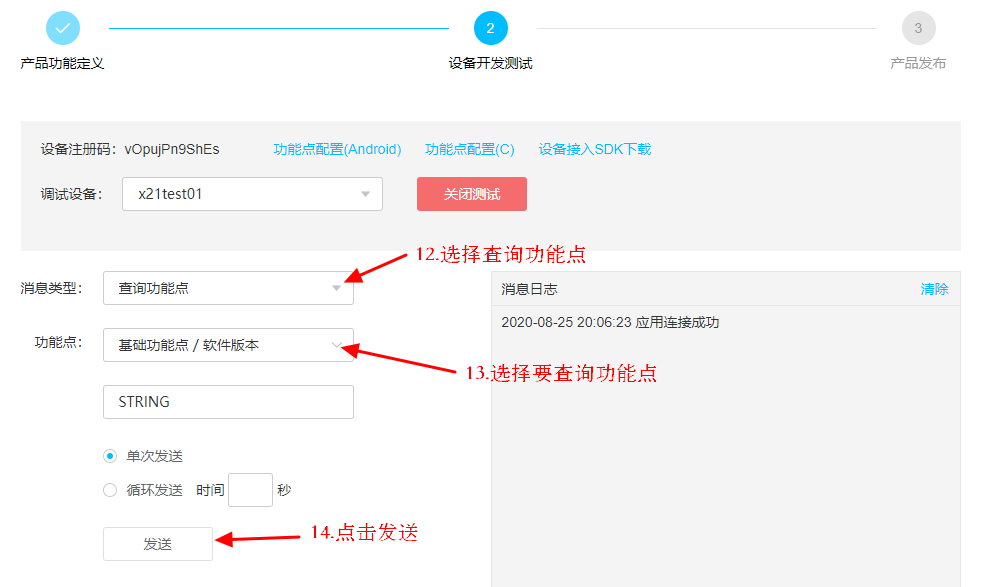 2
3
产品功能定义
设备开发测试
产品发布
设备注册码: vOpujPn9ShEs 功能点配置(Android) 功能点配置(C) 设备接入SDK下载
调试设备: x21test01 关闭测试
12.选择查询功能点
消息类型: 查询功能点
消息日志 清除
功能点: 基础功能点 / 软件版本
2020-08-25 20:06:23 应用连接成功
13.选择要查询功能点
STRING
单次发送
循环发送 时间 秒
14.点击发送
发送